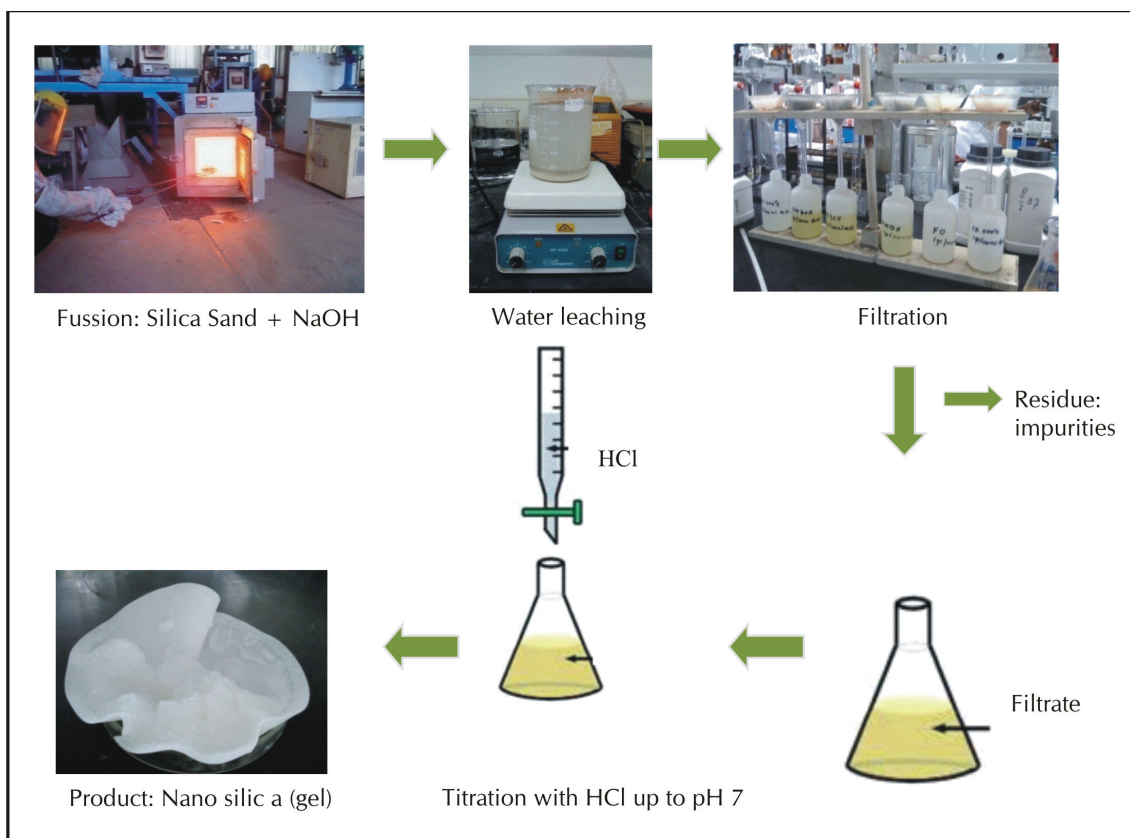 Fussion: Silica Sand + NaOH
Water leaching
Filtration
Residue:
impurities
HCl
Filtrate
Product: Nano silic a (gel)
Titration with HCl up to pH 7
FO